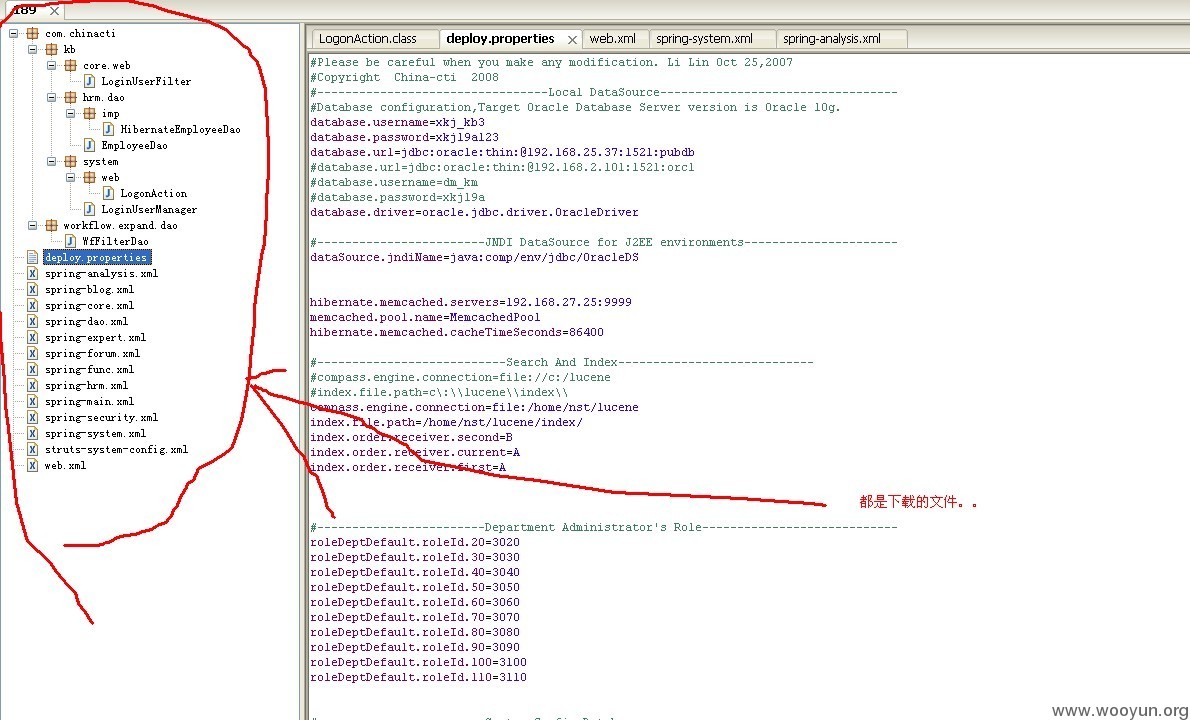 189
com.chinacti
kb
core.web
LoginUserFilter
hrm.dao
imp
HibernateEmployeeDao
EmployeeDao
system
web
LogonAction
LoginUserManager
workflow.expand.dao
WfFilterDao
deploy.properties
spring-analysis.xml
spring-blog.xml
spring-core.xml
spring-dao.xml
spring-expert.xml
spring-forum.xml
spring-func.xml
spring-hrm.xml
spring-main.xml
spring-security.xml
spring-system.xml
struts-system-config.xml
web.xml
LogonAction.class deploy.properties web.xml spring-system.xml spring-analysis.xml
#Please be careful when you make any modification. Li Lin Oct 25,2007
#Copyright China-cti 2008
#-------------------------------Local DataSource--------------------------------
#Database configuration,Target Oracle Database Server version is Oracle 10g.
database.username=xkj_kb3
database.password=xkj19al23
database.url=jdbc:oracle:thin:@192.168.25.37:1521:pubdb
#database.url=jdbc:oracle:thin:@192.168.2.101:1521:orcl
#database.username=dm_km
#database.password=xkj19a
database.driver=oracle.jdbc.driver.OracleDriver
#-----------------------JNDI DataSource for J2EE environments---------------------
dataSource.jndiName=java:comp/env/jdbc/OracleDS
hibernate.memcached.servers=192.168.27.25:9999
memcached.pool.name=MemcachedPool
hibernate.memcached.cacheTimeSeconds=86400
#--------------------------Search And Index---------------------------
#compass.engine.connection=file://c:/lucene
#index.file.path=c\:\\lucene\\index\\
compass.engine.connection=file:/home/nst/lucene
index.file.path=/home/nst/lucene/index/
index.order.receiver.second=B
index.order.receiver.current=A
index.order.receiver.first=A
都是下载的文件。。
#-----------------------Department Administrator's Role---------------------------
roleDeptDefault.roleId.20=3020
roleDeptDefault.roleId.30=3030
roleDeptDefault.roleId.40=3040
roleDeptDefault.roleId.50=3050
roleDeptDefault.roleId.60=3060
roleDeptDefault.roleId.70=3070
roleDeptDefault.roleId.80=3080
roleDeptDefault.roleId.90=3090
roleDeptDefault.roleId.100=3100
roleDeptDefault.roleId.110=3110
www.wooyun.org